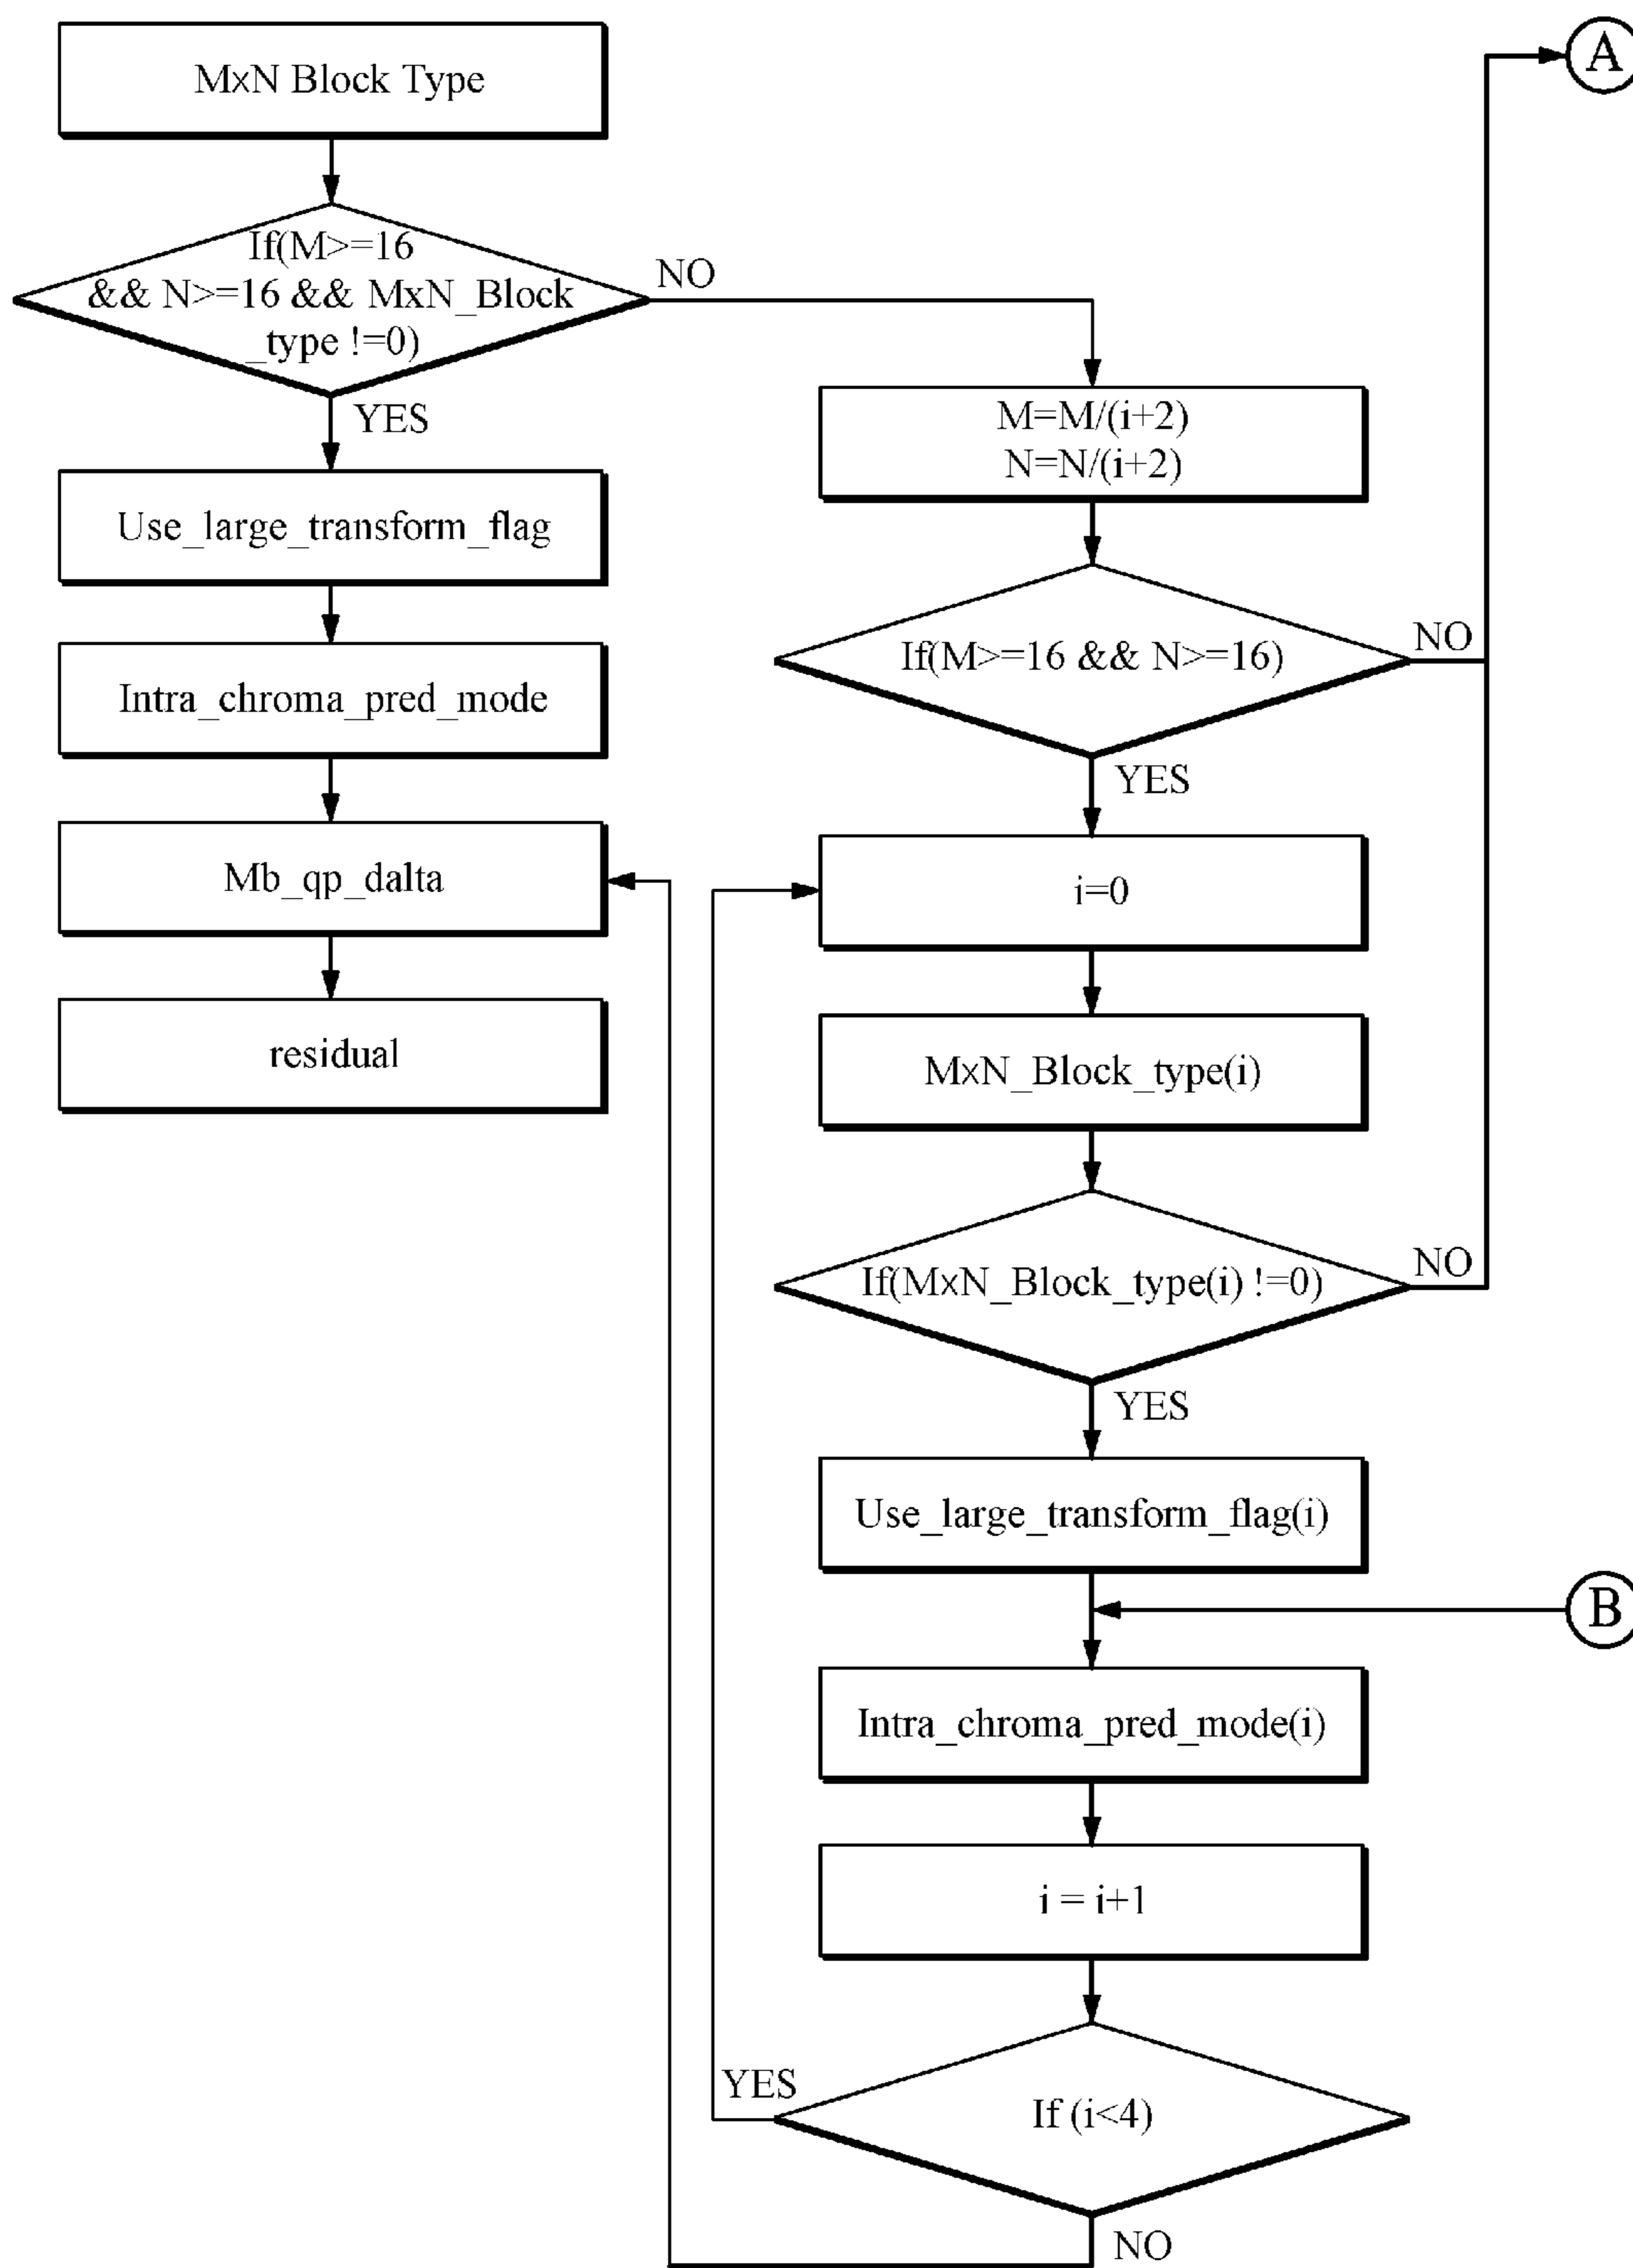 MxN Block Type
If(M>=16
&& N>=16 && MxN_Block
_type !=0)
NO
YES
Use_large_transform_flag
Intra_chroma_pred_mode
Mb_qp_dalta
residual
A
M=M/(i+2)
N=N/(i+2)
If(M>=16 && N>=16)
NO
YES
i=0
MxN_Block_type(i)
If(MxN_Block_type(i) !=0)
NO
YES
Use_large_transform_flag(i)
B
Intra_chroma_pred_mode(i)
i = i+1
YES
If (i<4)
NO